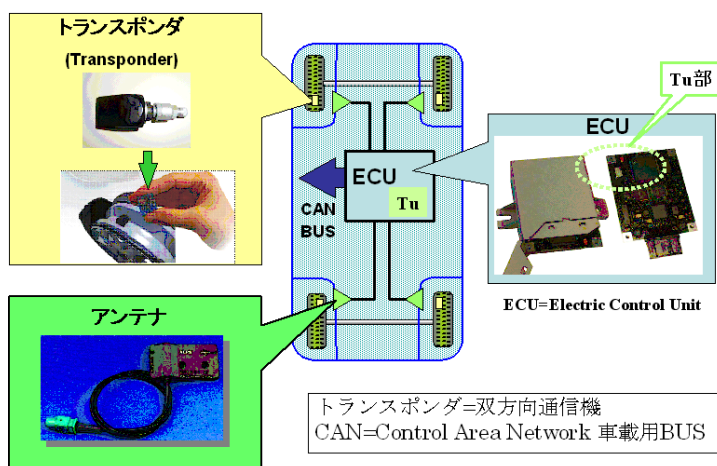 トランスポンダ
(Transponder)
Tu部
ECU
ECU
Tu
CAN
BUS
ECU=Electric Control Unit
アンテナ
トランスポンダ=双方向通信機
CAN=Control Area Network 車載用BUS